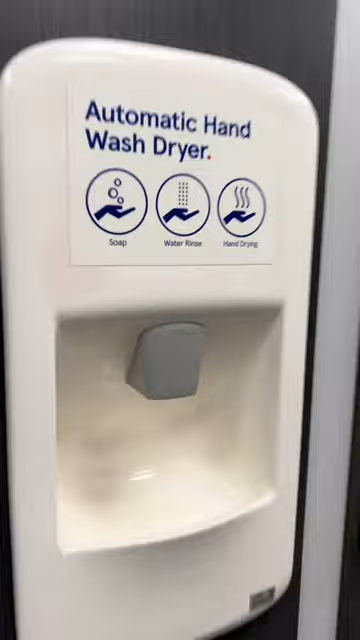 Automatic Hand
Wash Dryer.
Soap
Water Rinse
Hand Drying